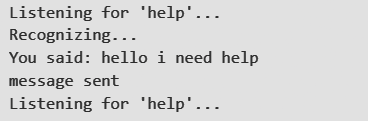 Listening for 'help'...
Recognizing...
You said: hello i need help
message sent
Listening for 'help'...